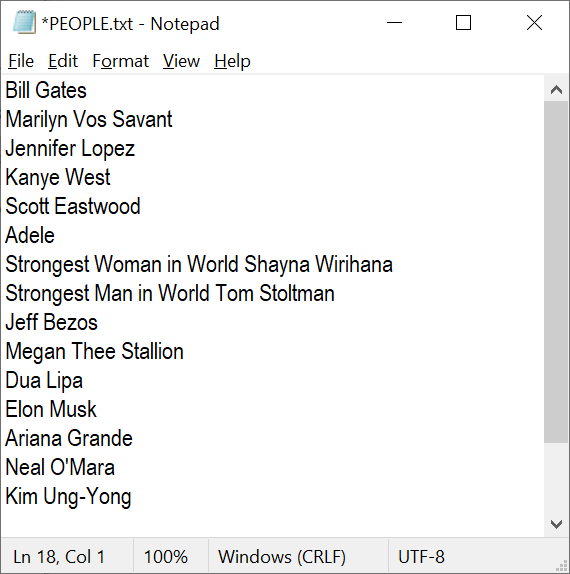 *PEOPLE.txt - Notepad
File Edit Format View Help
Bill Gates
Marilyn Vos Savant
Jennifer Lopez
Kanye West
Scott Eastwood
Adele
Strongest Woman in World Shayna Wirihana
Strongest Man in World Tom Stoltman
Jeff Bezos
Megan Thee Stallion
Dua Lipa
Elon Musk
Ariana Grande
Neal O'Mara
Kim Ung-Yong
Ln 18, Col 1 100% Windows (CRLF) UTF-8